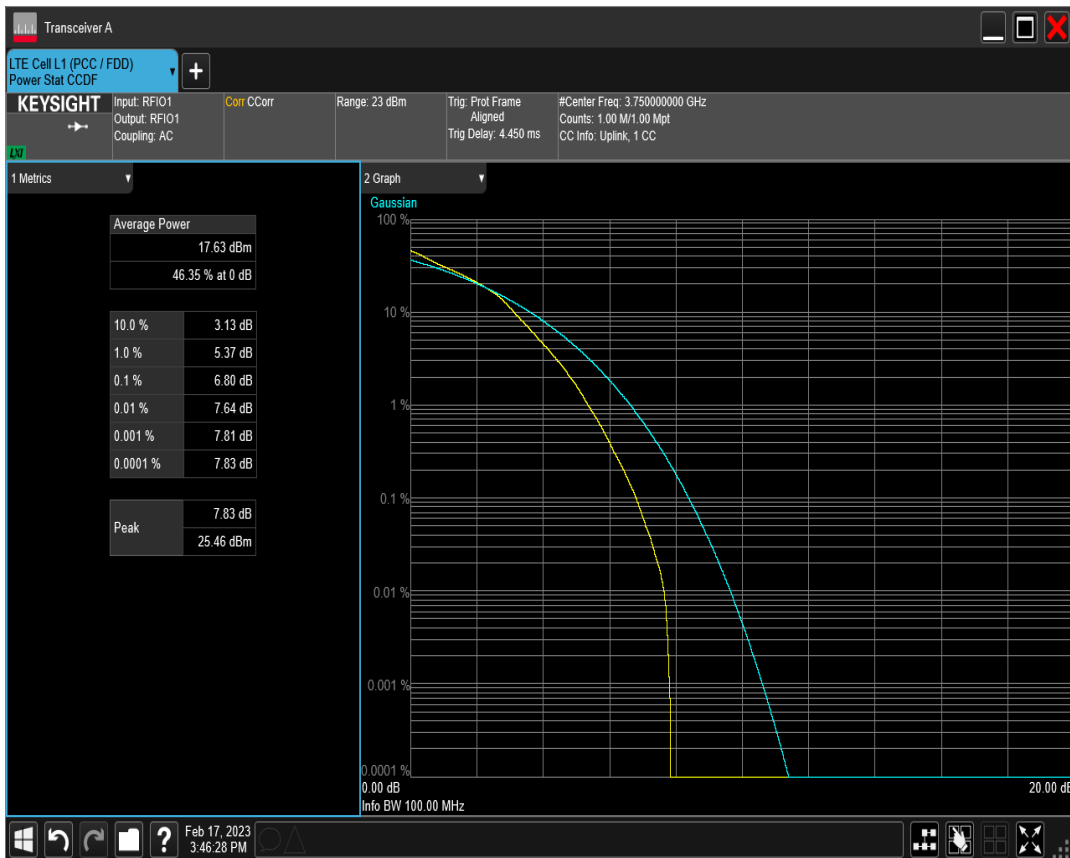 Transceiver A
LTE Cell L1 (PCC / FDD)
Power Stat CCDF
KEYSIGHT
LXI
Input: RFIO1
Output: RFIO1
Coupling: AC
Corr CCorr
Range: 23 dBm
Trig: Prot Frame
Aligned
Trig Delay: 4.450 ms
#Center Freq: 3.750000000 GHz
Counts: 1.00 M/1.00 Mpt
CC Info: Uplink, 1 CC
1 Metrics
Average Power
17.63 dBm
46.35 % at 0 dB
10.0 % 3.13 dB
1.0 % 5.37 dB
0.1 % 6.80 dB
0.01 % 7.64 dB
0.001 % 7.81 dB
0.0001 % 7.83 dB
Peak
7.83 dB
25.46 dBm
2 Graph
Gaussian
100 %
10 %
1 %
0.1 %
0.01 %
0.001 %
0.0001 %
0.00 dB 20.00 dB
Info BW 100.00 MHz
Feb 17, 2023
3:46:28 PM